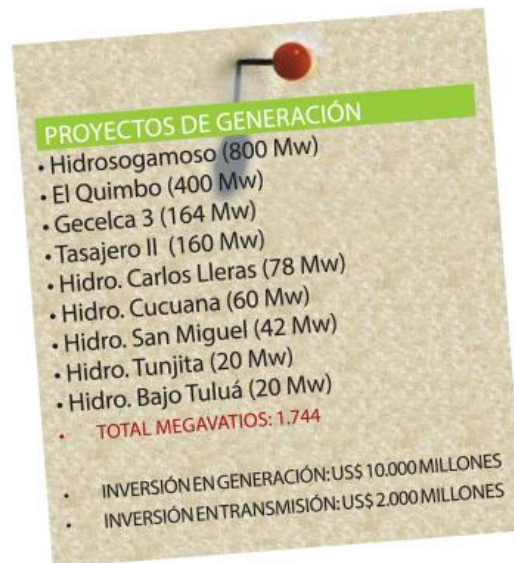 PROYECTOS DE GENERACIÓN
• Hidrosogamoso (800 Mw)
• El Quimbo (400 Mw)
• Gecelca 3 (164 Mw)
• Tasajero II (160 Mw)
• Hidro. Carlos Lleras (78 Mw)
• Hidro. Cucuana (60 Mw)
• Hidro. San Miguel (42 Mw)
• Hidro. Tunjita (20 Mw)
• Hidro. Bajo Tuluá (20 Mw)
• TOTAL MEGAVATIOS: 1.744
• INVERSIÓN EN GENERACIÓN: US$ 10.000 MILLONES
• INVERSIÓN EN TRANSMISIÓN: US$ 2.000 MILLONES